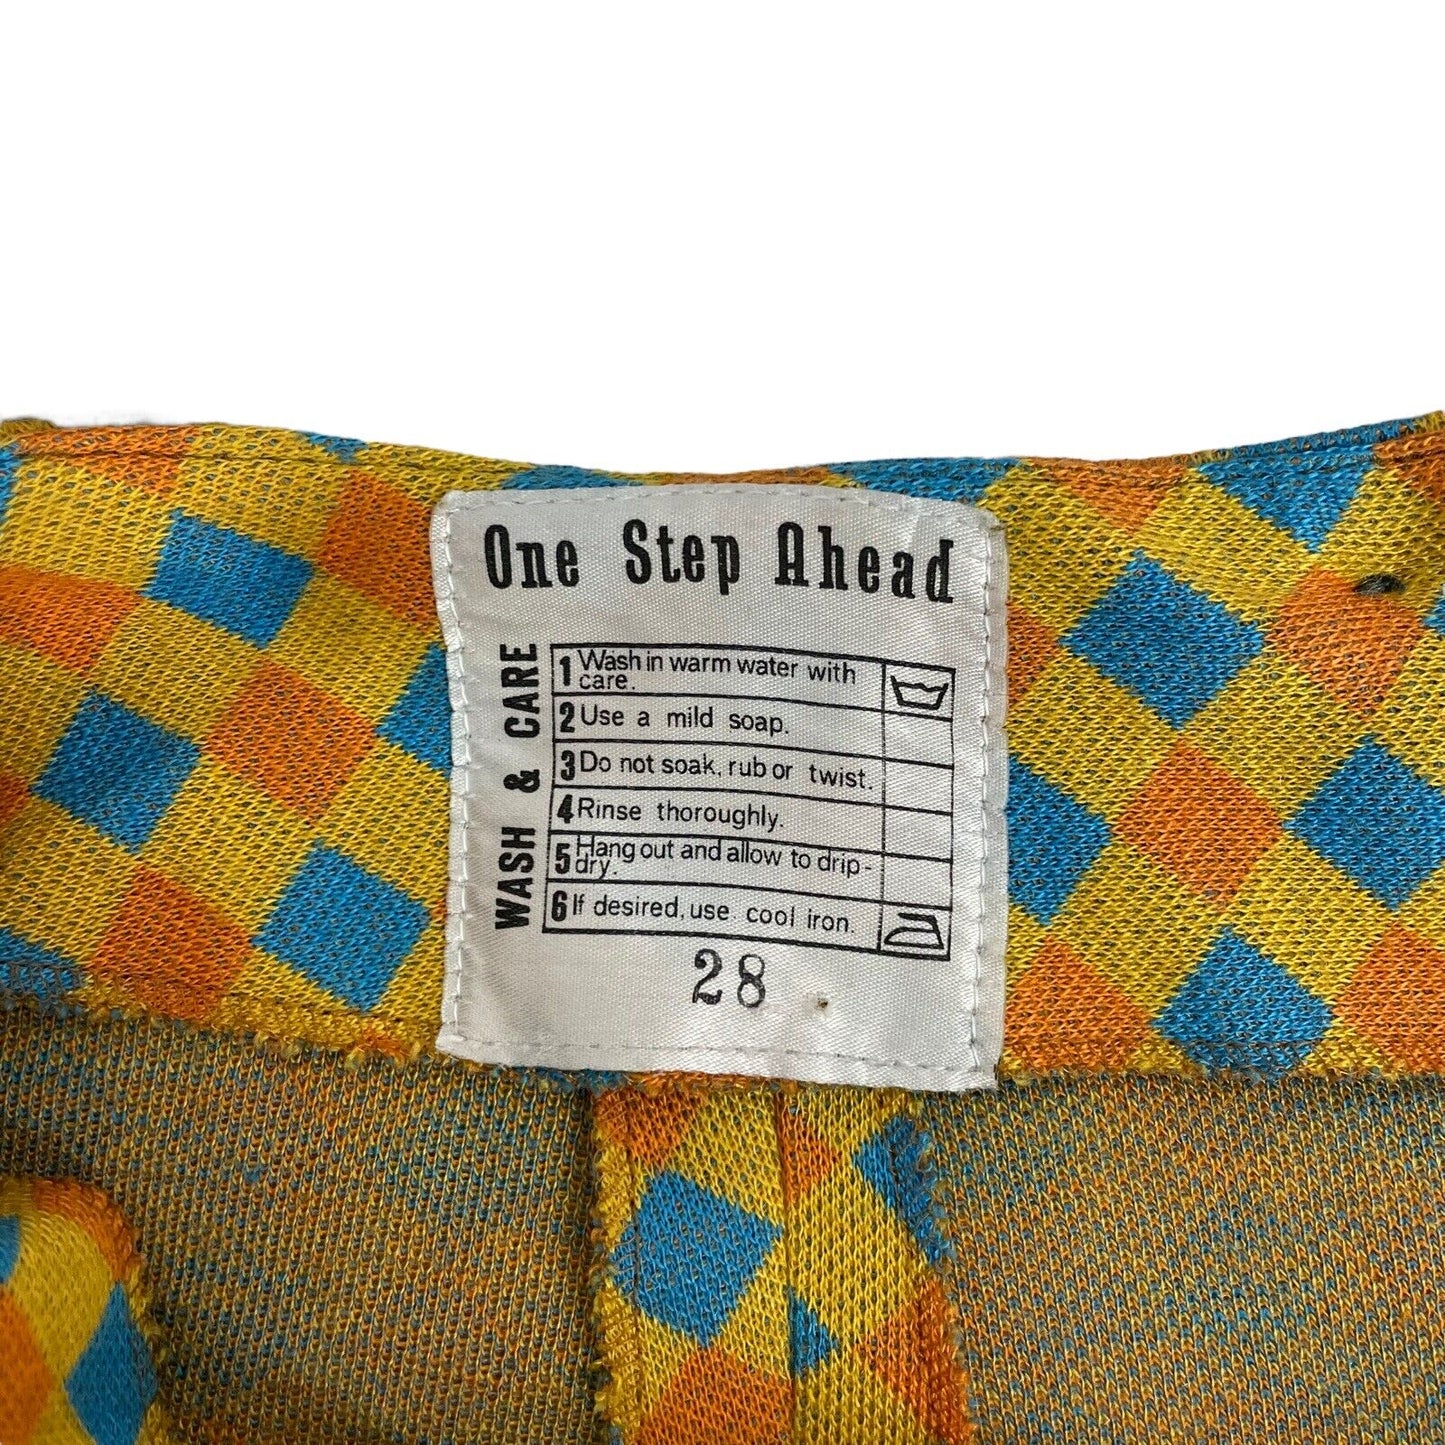 One Step Ahead
WASH & CARE
1 Wash in warm water with
care.
2 Use a mild soap.
3 Do not soak, rub or twist.
4 Rinse thoroughly.
5 Hang out and allow to drip-
dry.
6 If desired, use cool iron.
28